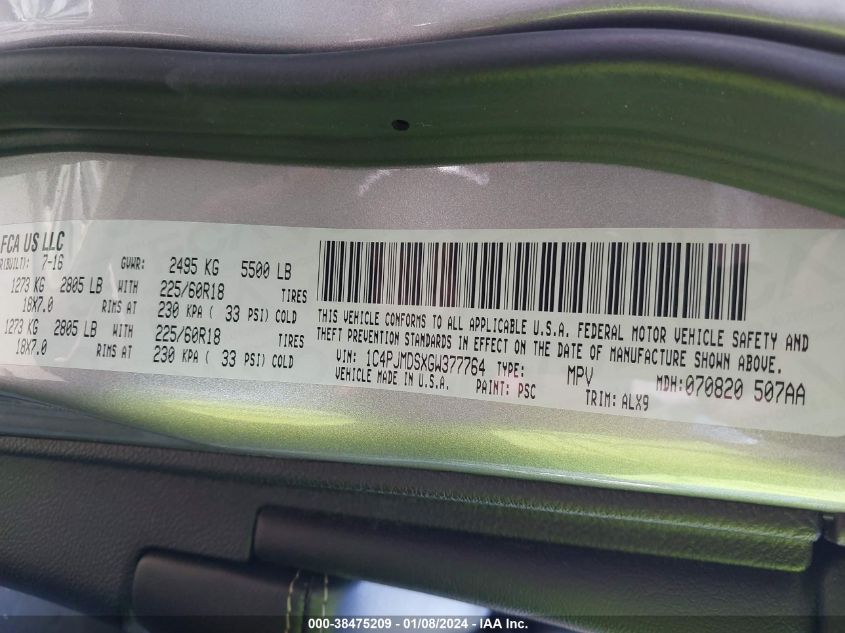 FCA US LLC
(BUILT): 7-16 GVWR: 2495 KG 5500 LB
1273 KG 2805 LB WITH 225/60R18 TIRES
18X7.0 RIMS AT 230 KPA ( 33 PSI) COLD
1273 KG 2805 LB WITH 225/60R18 TIRES
18X7.0 RIMS AT 230 KPA ( 33 PSI) COLD
THIS VEHICLE CONFORMS TO ALL APPLICABLE U.S.A. FEDERAL MOTOR VEHICLE SAFETY AND
THEFT PREVENTION STANDARDS IN EFFECT ON THE DATE OF MANUFACTURE SHOWN ABOVE.
VIN: 1C4PJMDSXGW377764 TYPE: MPV MDH:070820 507AA
VEHICLE MADE IN U.S.A. PAINT: PSC TRIM: ALX9
000-38475209 - 01/08/2024 - IAA Inc.